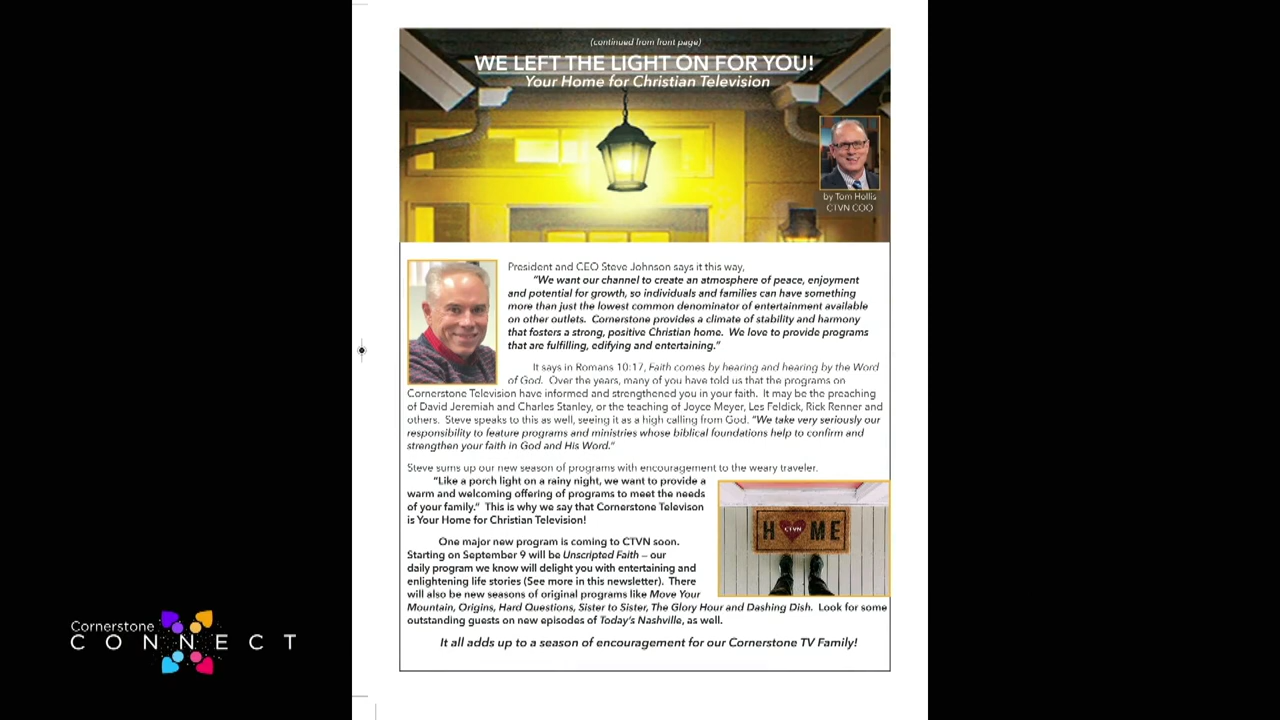 (continued from front page)
WE LEFT THE LIGHT ON FOR YOU!
Your Home for Christian Television
by Tom Hollis
CTVN COO
President and CEO Steve Johnson says it this way,
"We want our channel to create an atmosphere of peace, enjoyment
and potential for growth, so individuals and families can have something
more than just the lowest common denominator of entertainment available
on other outlets. Cornerstone provides a climate of stability and harmony
that fosters a strong, positive Christian home. We love to provide programs
that are fulfilling, edifying and entertaining."
It says in Romans 10:17, Faith comes by hearing and hearing by the Word
of God. Over the years, many of you have told us that the programs on
Cornerstone Television have informed and strengthened you in your faith. It may be the preaching
of David Jeremiah and Charles Stanley, or the teaching of Joyce Meyer, Les Feldick, Rick Renner and
others. Steve speaks to this as well, seeing it as a high calling from God. "We take very seriously our
responsibility to feature programs and ministries whose biblical foundations help to confirm and
strengthen your faith in God and His Word."
Steve sums up our new season of programs with encouragement to the weary traveler.
"Like a porch light on a rainy night, we want to provide a
warm and welcoming offering of programs to meet the needs
of your family." This is why we say that Cornerstone Televison
is Your Home for Christian Television!
One major new program is coming to CTVN soon.
Starting on September 9 will be Unscripted Faith – our
daily program we know will delight you with entertaining and
enlightening life stories (See more in this newsletter). There
will also be new seasons of original programs like Move Your
Mountain, Origins, Hard Questions, Sister to Sister, The Glory Hour and Dashing Dish. Look for some
outstanding guests on new episodes of Today's Nashville, as well.
H CTVN ME
It all adds up to a season of encouragement for our Cornerstone TV Family!
Cornerstone
CONNECT